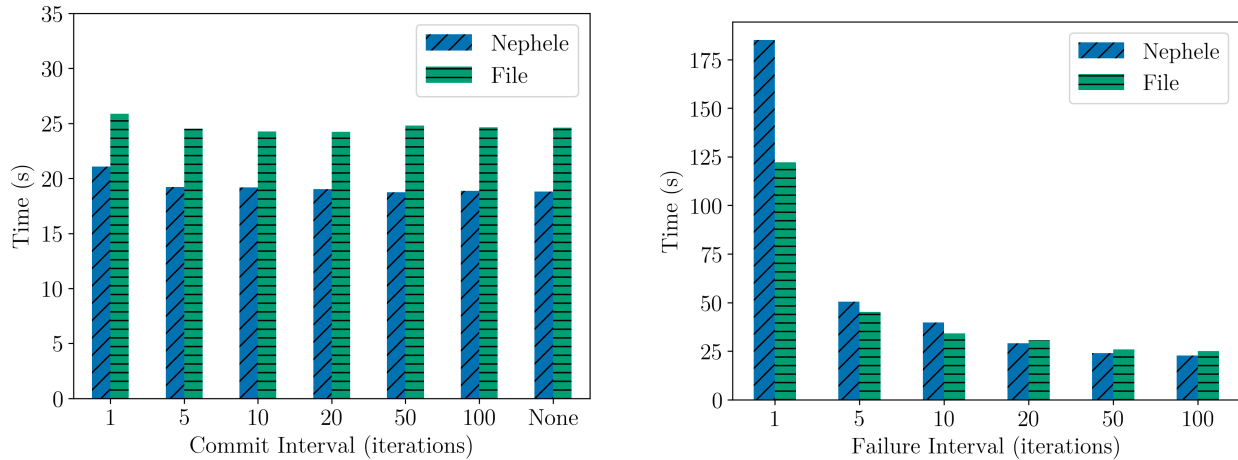 35
30
25
20
15
10
5
0
Time (s)
Nephele
File
1 5 10 20 50 100 None
Commit Interval (iterations)
175
150
125
100
75
50
25
0
Time (s)
Nephele
File
1 5 10 20 50 100
Failure Interval (iterations)